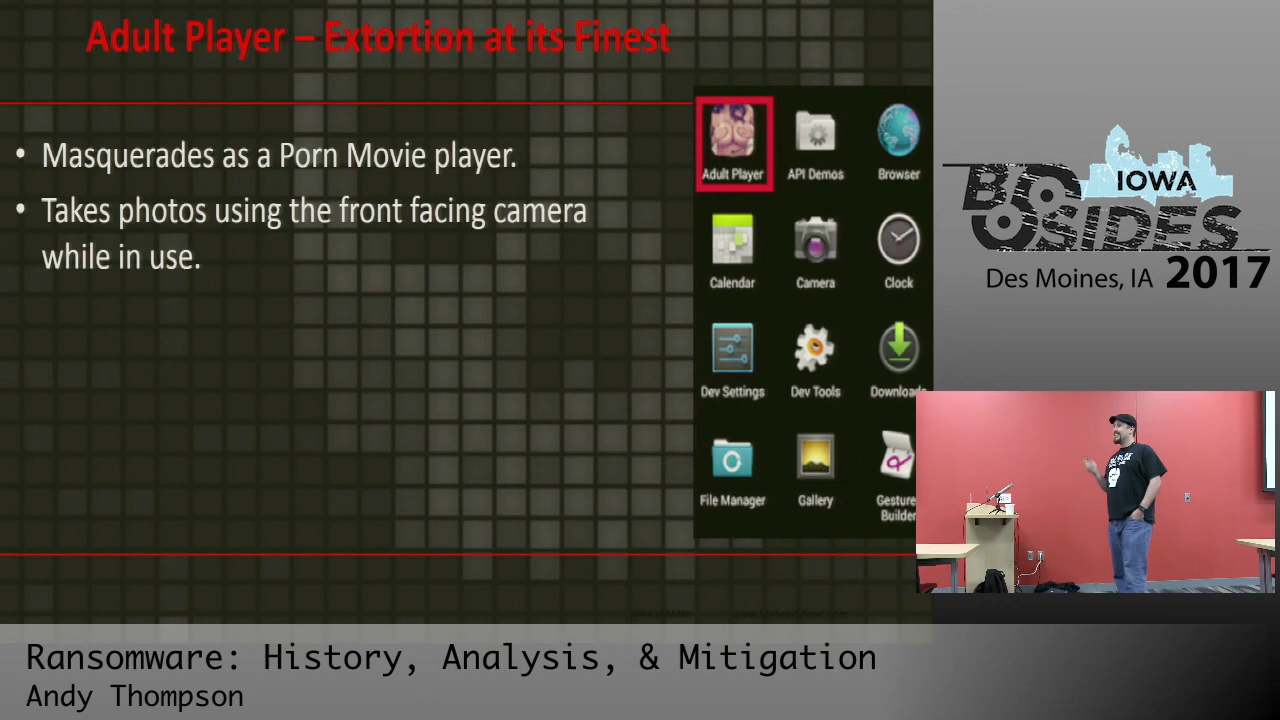 Adult Player – Extortion at its Finest
• Masquerades as a Porn Movie player.
• Takes photos using the front facing camera
while in use.
Adult Player
API Demos
Browser
Calendar
Camera
Clock
Dev Settings
Dev Tools
Downloads
File Manager
Gallery
Gesture
Builder
IOWA
BSIDES
Des Moines, IA 2017
Ransomware: History, Analysis, & Mitigation
Andy Thompson